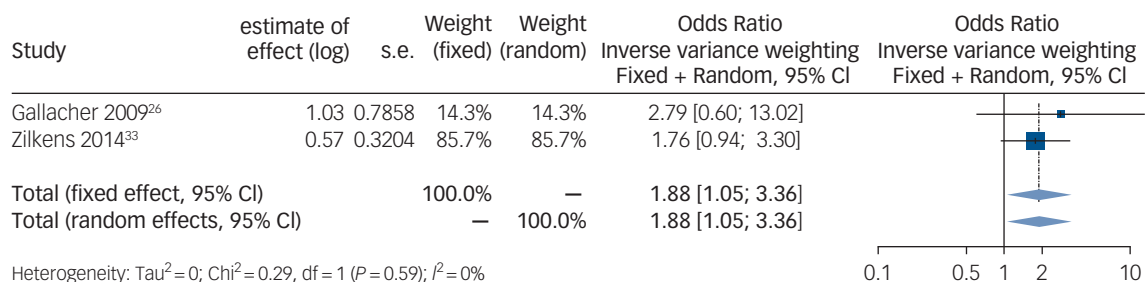 estimate of Weight Weight Odds Ratio Odds Ratio
Study effect (log) s.e. (fixed) (random) Inverse variance weighting Inverse variance weighting
Fixed + Random, 95% CI Fixed + Random, 95% CI
Gallacher 2009²⁶ 1.03 0.7858 14.3% 14.3% 2.79 [0.60; 13.02]
Zilkens 2014³³ 0.57 0.3204 85.7% 85.7% 1.76 [0.94; 3.30]
Total (fixed effect, 95% CI) 100.0% — 1.88 [1.05; 3.36]
Total (random effects, 95% CI) — 100.0% 1.88 [1.05; 3.36]
Heterogeneity: Tau² = 0; Chi² = 0.29, df = 1 (P = 0.59); I² = 0%
0.1 0.5 1 2 10